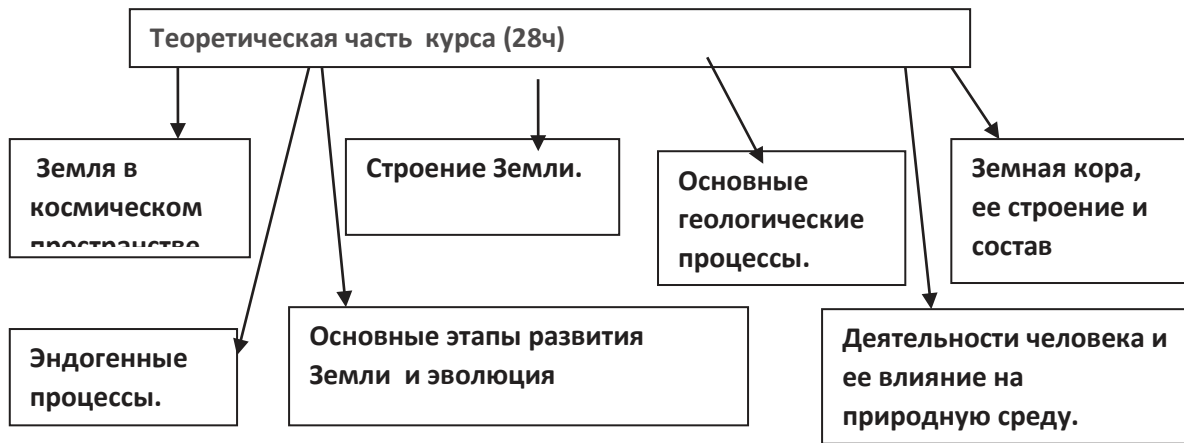 Теоретическая часть курса (28ч)
Земля в
космическом
пространстве
Строение Земли.
Основные
геологические
процессы.
Земная кора,
ее строение и
состав
Эндогенные
процессы.
Основные этапы развития
Земли и эволюция
Деятельности человека и
ее влияние на
природную среду.